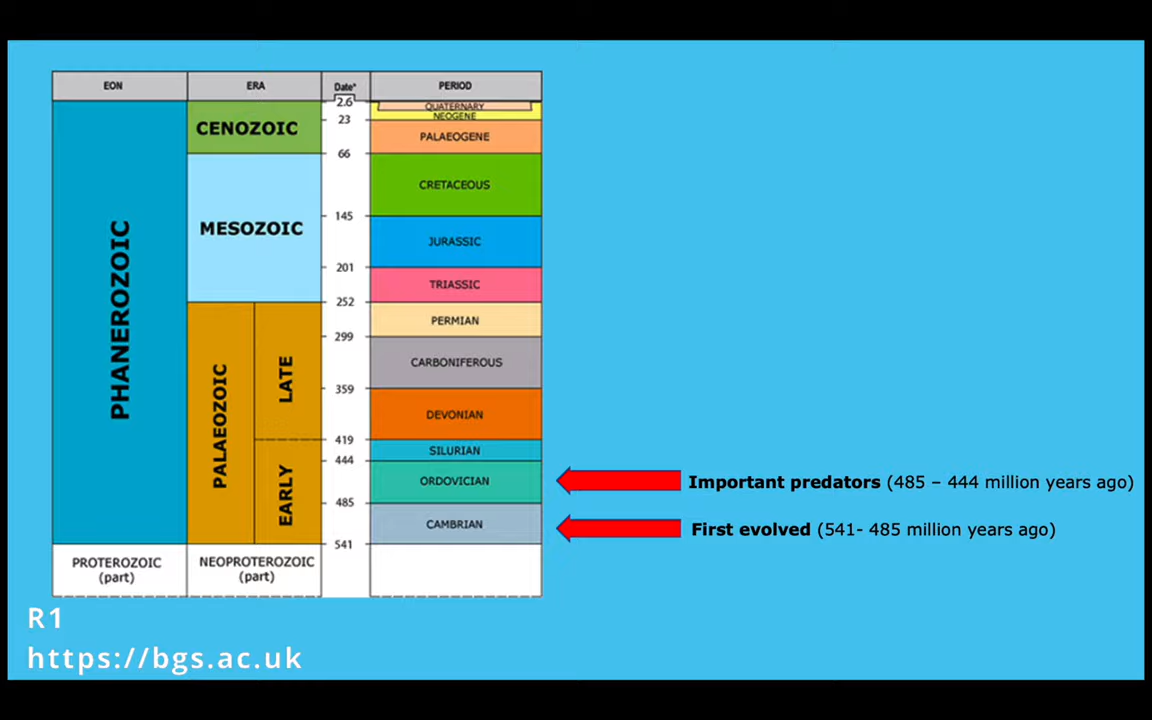 EON ERA Date* PERIOD
PHANEROZOIC
CENOZOIC
MESOZOIC
PALAEOZOIC
LATE
EARLY
2.6
23
66
145
201
252
299
359
419
444
485
541
QUATERNARY
NEOGENE
PALAEOGENE
CRETACEOUS
JURASSIC
TRIASSIC
PERMIAN
CARBONIFEROUS
DEVONIAN
SILURIAN
ORDOVICIAN
CAMBRIAN
Important predators (485 – 444 million years ago)
First evolved (541- 485 million years ago)
PROTEROZOIC
(part)
NEOPROTEROZOIC
(part)
R1
https://bgs.ac.uk